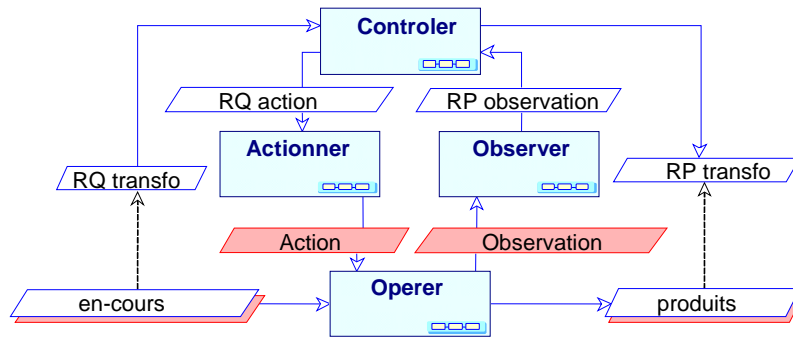 Controler
RQ action
RP observation
Actionner
Observer
RQ transfo
RP transfo
Action
Observation
en-cours
Operer
produits